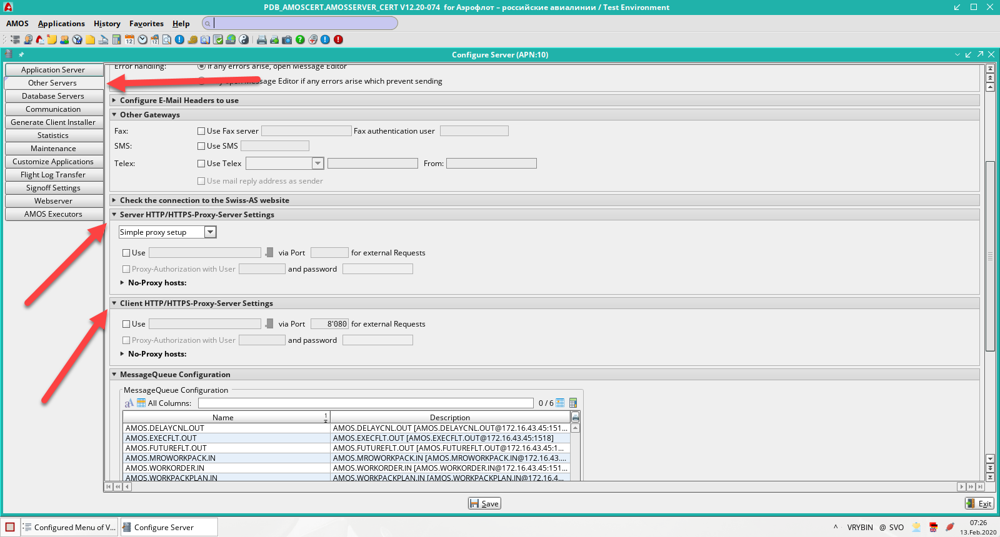 PDB_AMOSCERT.AMOSSERVER_CERT V12.20-074 for Аэрофлот – российские авиалинии / Test Environment
AMOS Applications History Favorites Help
Configure Server (APN:10)
Application Server
Other Servers
Database Servers
Communication
Generate Client Installer
Statistics
Maintenance
Customize Applications
Flight Log Transfer
Signoff Settings
Webserver
AMOS Executors
Error handling: If any errors arise, open Message Editor
open Message Editor if any errors arise which prevent sending
Configure E-Mail Headers to use
Other Gateways
Fax: Use Fax server Fax authentication user
SMS: Use SMS
Telex: Use Telex From:
Use mail reply address as sender
Check the connection to the Swiss-AS website
Server HTTP/HTTPS-Proxy-Server Settings
Simple proxy setup
Use via Port for external Requests
Proxy-Authorization with User and password
No-Proxy hosts:
Client HTTP/HTTPS-Proxy-Server Settings
Use via Port 8'080 for external Requests
Proxy-Authorization with User and password
No-Proxy hosts:
MessageQueue Configuration
MessageQueue Configuration
All Columns: 0 / 6
Name 1 Description
AMOS.DELAYCNL.OUT AMOS.DELAYCNL.OUT [AMOS.DELAYCNL.OUT@172.16.43.45:151...
AMOS.EXECFLT.OUT AMOS.EXECFLT.OUT [AMOS.EXECFLT.OUT@172.16.43.45:1518]
AMOS.FUTUREFLT.OUT AMOS.FUTUREFLT.OUT [AMOS.FUTUREFLT.OUT@172.16.43.45:1...
AMOS.MROWORKPACK.IN AMOS.MROWORKPACK.IN [AMOS.MROWORKPACK.IN@172.16.43....
AMOS.WORKORDER.IN AMOS.WORKORDER.IN [AMOS.WORKORDER.IN@172.16.43.45:151...
AMOS.WORKPACKPLAN.IN AMOS.WORKPACKPLAN.IN [AMOS.WORKPACKPLAN.IN@172.16.4...
Save Exit
Configured Menu of V... Configure Server ^ VRYBIN @ SVO 07:26
13.Feb.2020